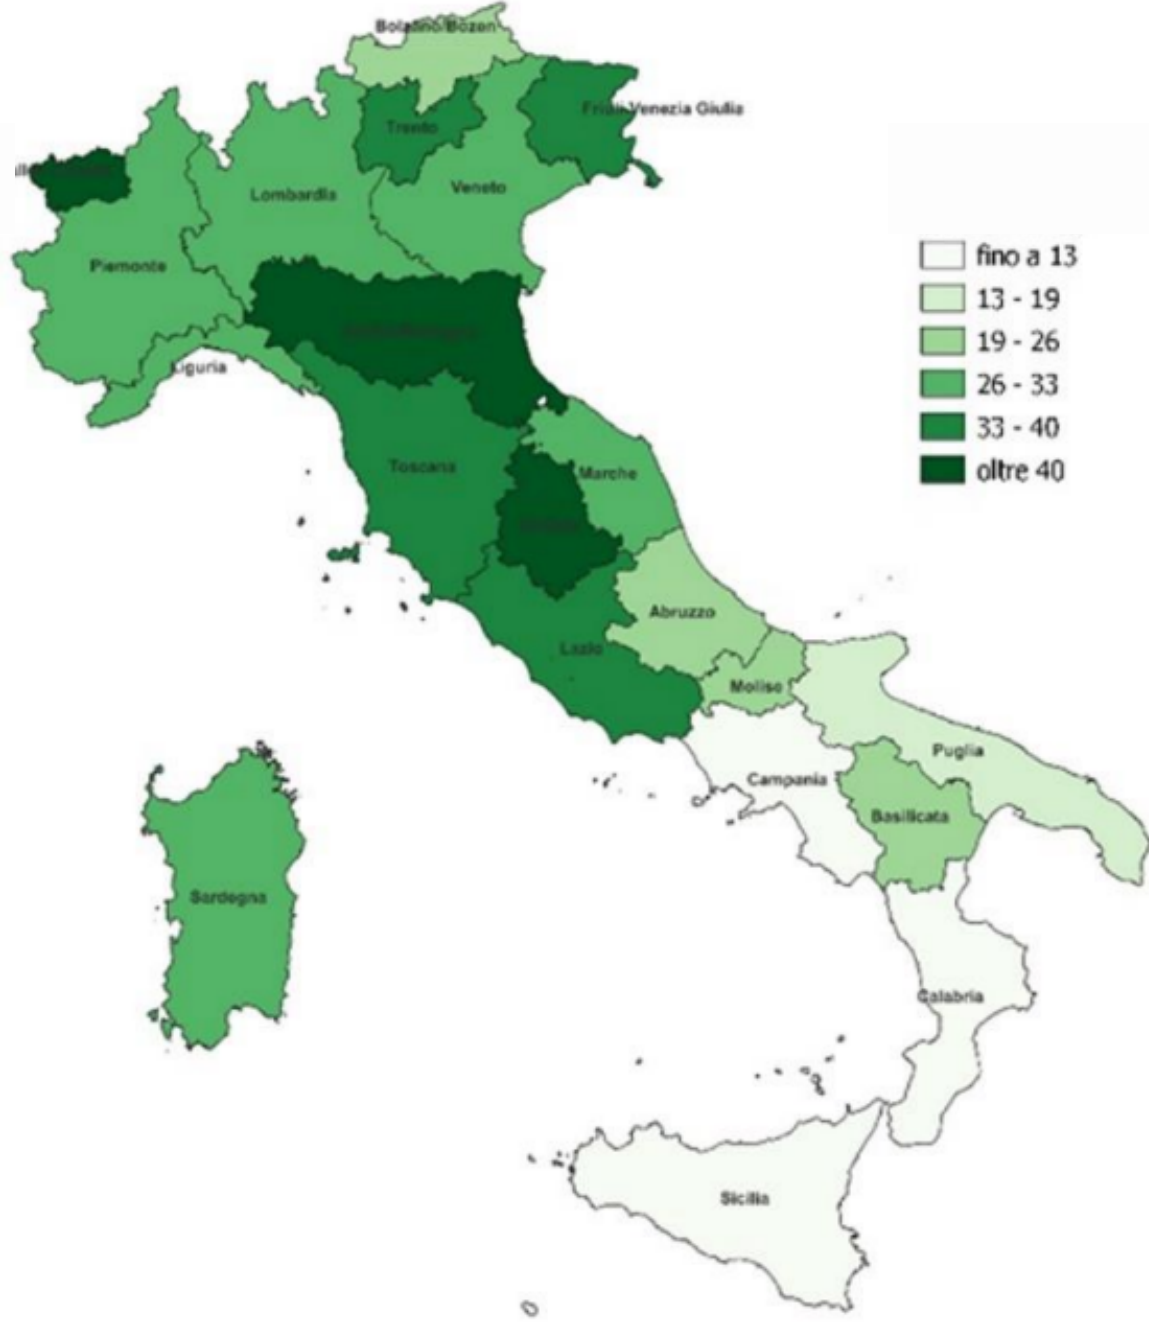 Bolzano/Bozen
Friuli-Venezia Giulia
Trento
Veneto
Lombardia
Piemonte
Liguria
fino a 13
13 - 19
19 - 26
26 - 33
33 - 40
oltre 40
Toscana
Marche
Abruzzo
Lazio
Molise
Puglia
Campania
Basilicata
Sardegna
Calabria
Sicilia